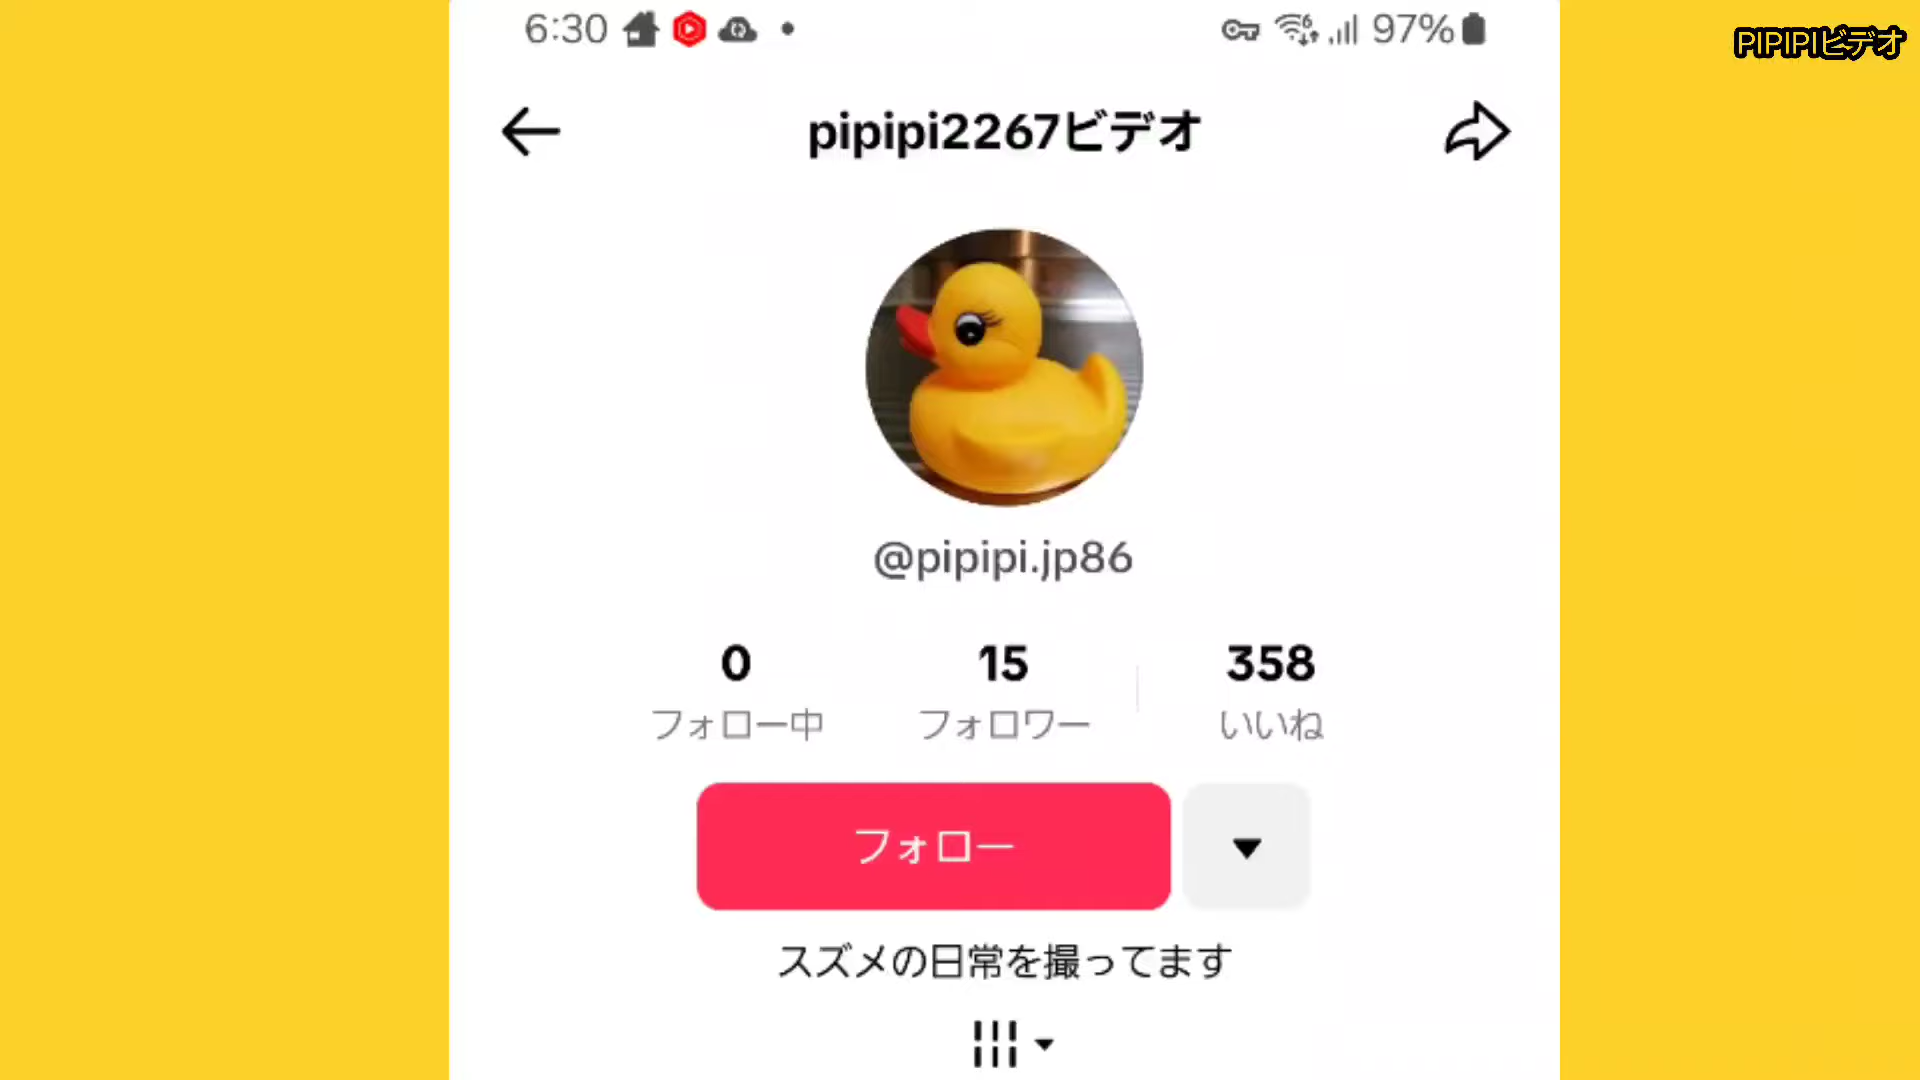 6:30
97%
PIPIPIビデオ
pipipi2267ビデオ
@pipipi.jp86
0
15
358
フォロー中
フォロワー
いいね
フォロー
スズメの日常を撮ってます